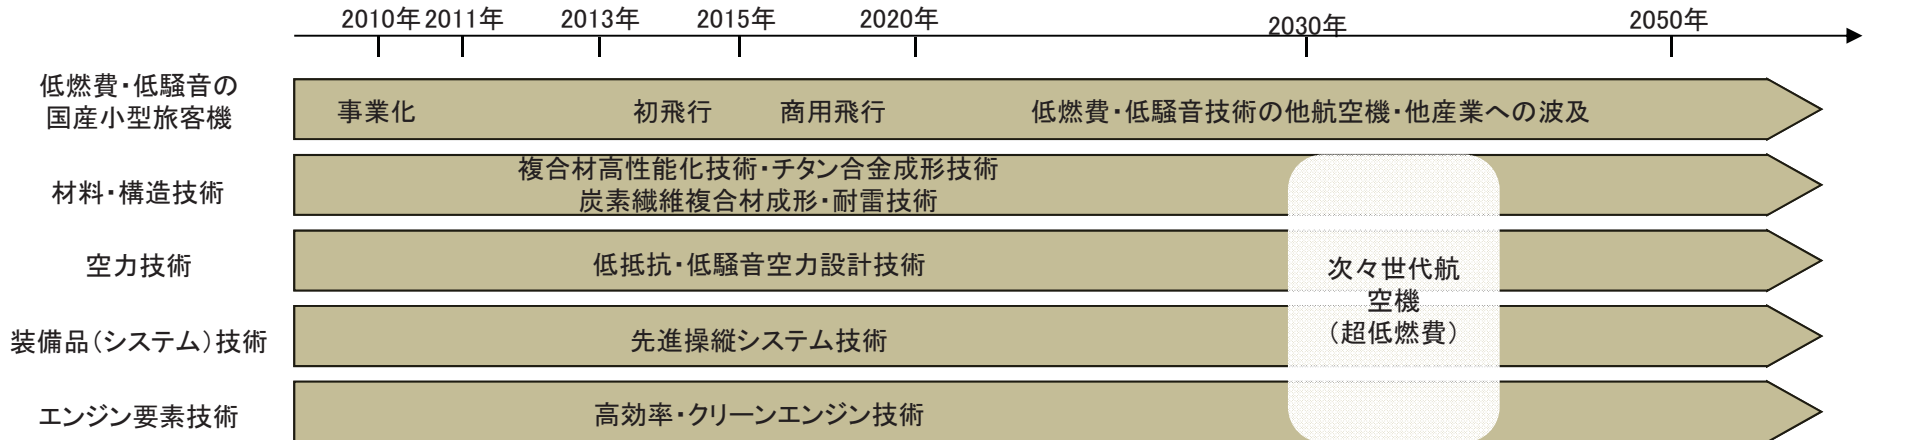 2010年 2011年 2013年 2015年 2020年 2030年 2050年
低燃費・低騒音の
国産小型旅客機
事業化 初飛行 商用飛行 低燃費・低騒音技術の他航空機・他産業への波及
材料・構造技術
複合材高性能化技術・チタン合金成形技術
炭素繊維複合材成形・耐雷技術
空力技術
低抵抗・低騒音空力設計技術
装備品(システム)技術
先進操縦システム技術
エンジン要素技術
高効率・クリーンエンジン技術
次々世代航
空機
(超低燃費)